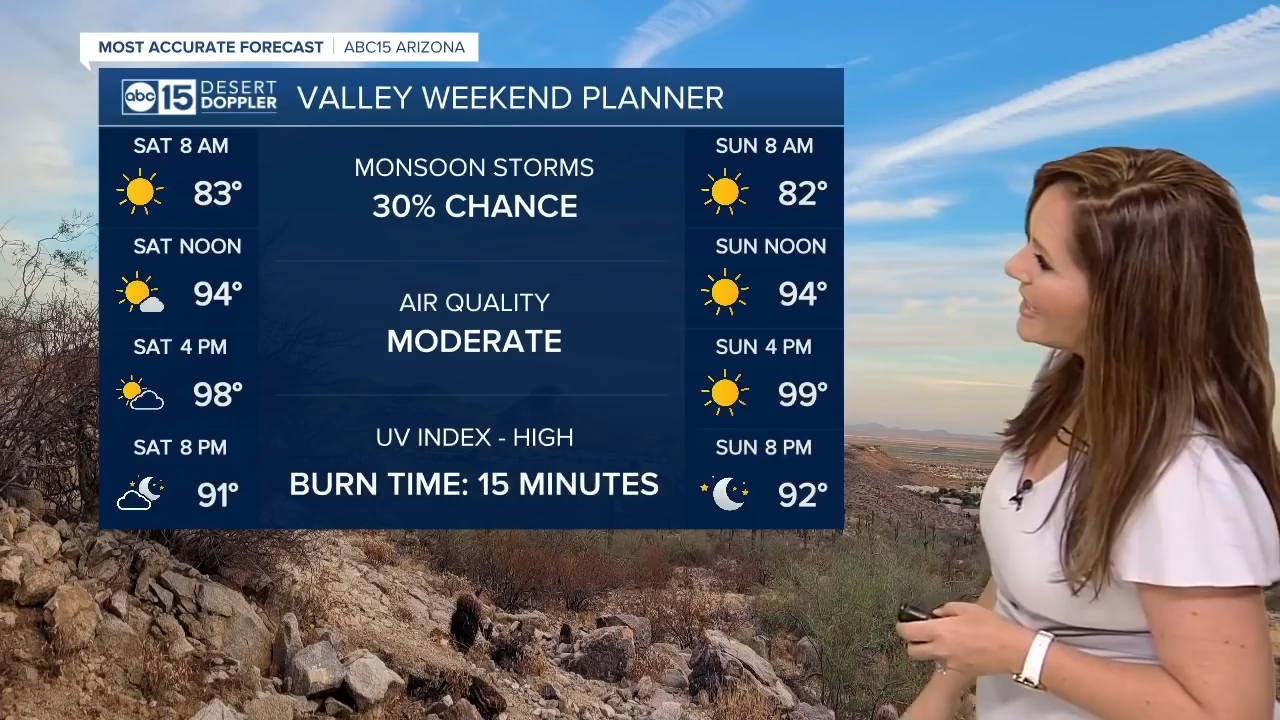 MOST ACCURATE FORECAST | ABC15 ARIZONA
abc 15 DESERT DOPPLER VALLEY WEEKEND PLANNER
SAT 8 AM
83°
SAT NOON
94°
SAT 4 PM
98°
SAT 8 PM
91°
MONSOON STORMS
30% CHANCE
AIR QUALITY
MODERATE
UV INDEX - HIGH
BURN TIME: 15 MINUTES
SUN 8 AM
82°
SUN NOON
94°
SUN 4 PM
99°
SUN 8 PM
92°